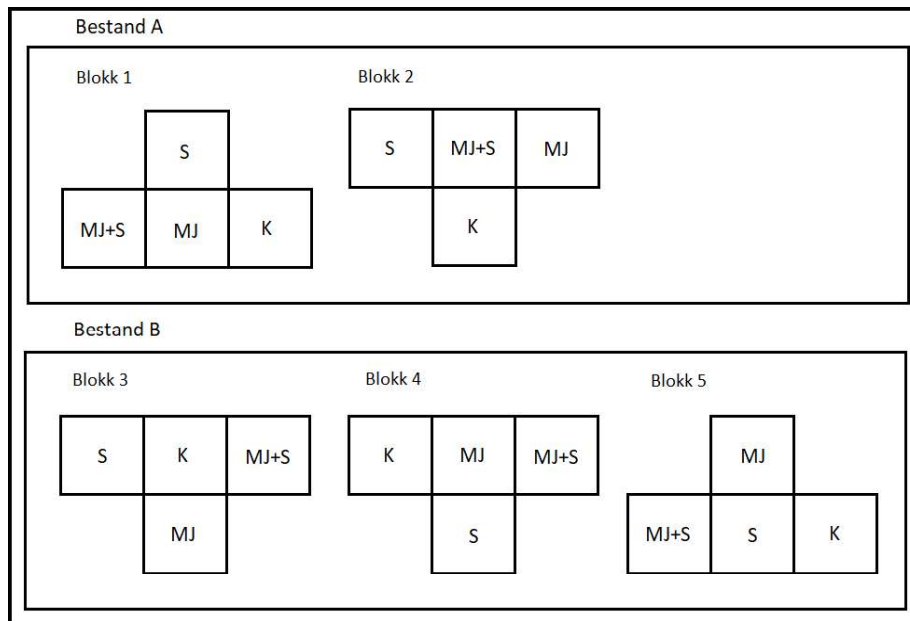 Bestand A
Blokk 1
Blokk 2
S
MJ+S MJ K
S MJ+S MJ
K
Bestand B
Blokk 3
Blokk 4
Blokk 5
S K MJ+S
MJ
K MJ MJ+S
S
MJ
MJ+S S K